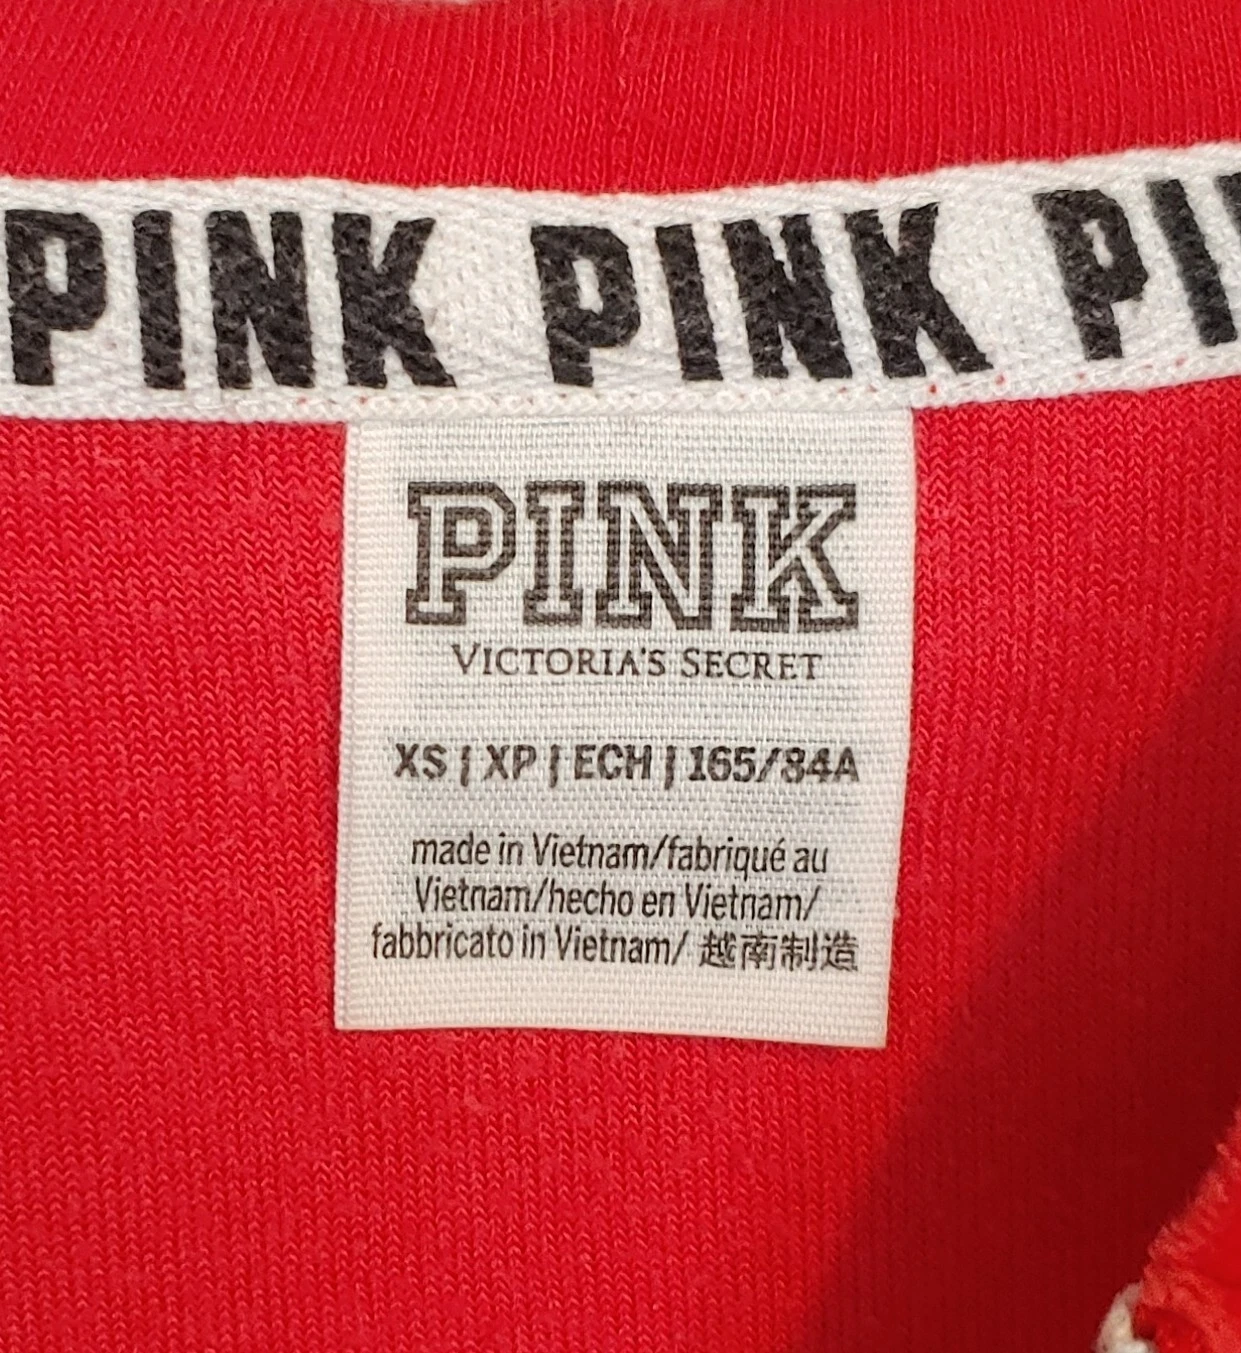 PINK PINK PI
PINK
VICTORIA'S SECRET
XS | XP | ECH | 165/84A
made in Vietnam/fabriqué au
Vietnam/hecho en Vietnam/
fabbricato in Vietnam/ 越南制造